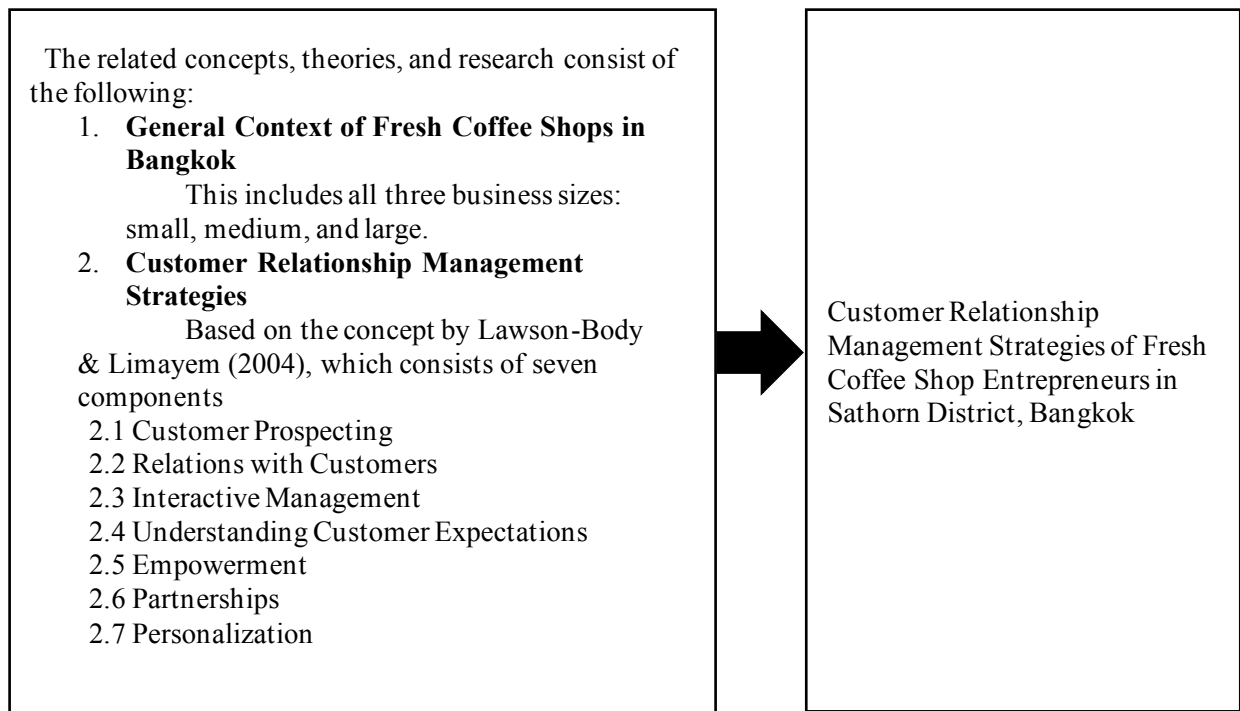 The related concepts, theories, and research consist of
the following:
1. General Context of Fresh Coffee Shops in
Bangkok
This includes all three business sizes:
small, medium, and large.
2. Customer Relationship Management
Strategies
Based on the concept by Lawson-Body
& Limayem (2004), which consists of seven
components
2.1 Customer Prospecting
2.2 Relations with Customers
2.3 Interactive Management
2.4 Understanding Customer Expectations
2.5 Empowerment
2.6 Partnerships
2.7 Personalization
Customer Relationship
Management Strategies of Fresh
Coffee Shop Entrepreneurs in
Sathorn District, Bangkok